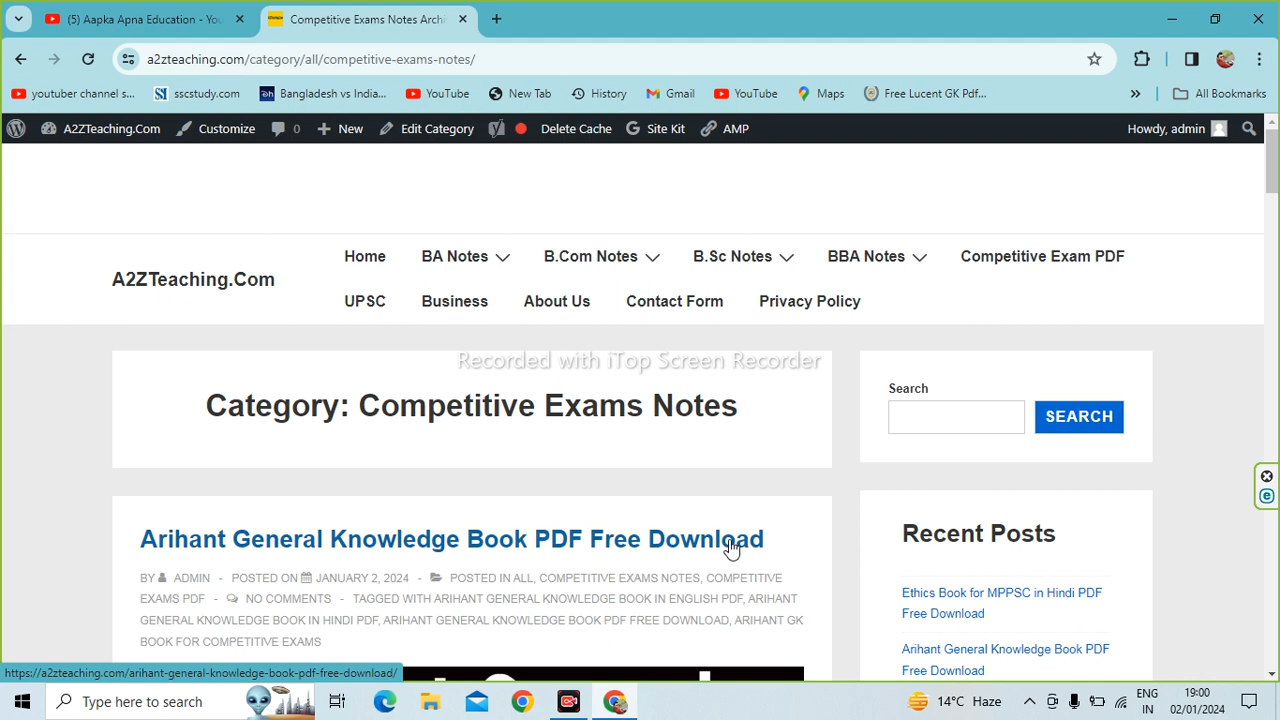 (5) Aapka Apna Education - You
Competitive Exams Notes Archi
a2zteaching.com/category/all/competitive-exams-notes/
youtuber channel s...
sscstudy.com
Bangladesh vs India...
YouTube
New Tab
History
Gmail
YouTube
Maps
Free Lucent GK Pdf...
»
All Bookmarks
A2ZTeaching.Com
Customize
0
New
Edit Category
Delete Cache
Site Kit
AMP
Howdy, admin
A2ZTeaching.Com
Home
BA Notes
B.Com Notes
B.Sc Notes
BBA Notes
Competitive Exam PDF
UPSC
Business
About Us
Contact Form
Privacy Policy
Recorded with iTop Screen Recorder
Category: Competitive Exams Notes
Search
SEARCH
Arihant General Knowledge Book PDF Free Download
BY ADMIN - POSTED ON JANUARY 2, 2024 - POSTED IN ALL, COMPETITIVE EXAMS NOTES, COMPETITIVE
EXAMS PDF - NO COMMENTS - TAGGED WITH ARIHANT GENERAL KNOWLEDGE BOOK IN ENGLISH PDF, ARIHANT
GENERAL KNOWLEDGE BOOK IN HINDI PDF, ARIHANT GENERAL KNOWLEDGE BOOK PDF FREE DOWNLOAD, ARIHANT GK
BOOK FOR COMPETITIVE EXAMS
Recent Posts
Ethics Book for MPPSC in Hindi PDF
Free Download
Arihant General Knowledge Book PDF
Free Download
https://a2zteaching.com/arihant-general-knowledge-book-pdf-free-download/
Type here to search
14°C Haze
ENG
IN
09:00
02/01/2024